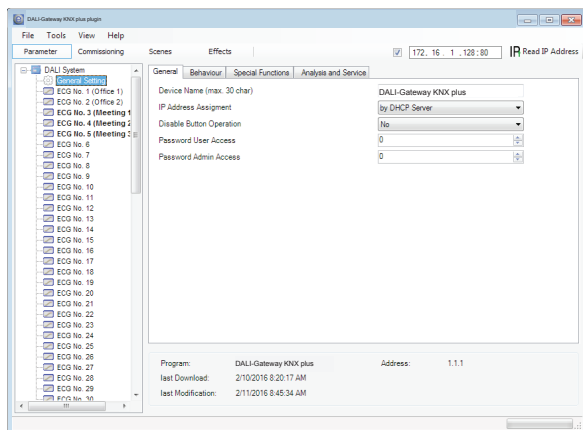 DALI-Gateway KNX plus plugin
File Tools View Help
Parameter Commissioning Scenes Effects 172. 16 . 1 .128:80 Read IP Address
DALI System
General Setting
ECG No. 1 (Office 1)
ECG No. 2 (Office 2)
ECG No. 3 (Meeting 1
ECG No. 4 (Meeting 2
ECG No. 5 (Meeting 3
ECG No. 6
ECG No. 7
ECG No. 8
ECG No. 9
ECG No. 10
ECG No. 11
ECG No. 12
ECG No. 13
ECG No. 14
ECG No. 15
ECG No. 16
ECG No. 17
ECG No. 18
ECG No. 19
ECG No. 20
ECG No. 21
ECG No. 22
ECG No. 23
ECG No. 24
ECG No. 25
ECG No. 26
ECG No. 27
ECG No. 28
ECG No. 29
ECG No. 30
General Behaviour Special Functions Analysis and Service
Device Name (max. 30 char) DALI-Gateway KNX plus
IP Address Assigment by DHCP Server
Disable Button Operation No
Password User Access 0
Password Admin Access 0
Program: DALI-Gateway KNX plus Address: 1.1.1
last Download: 2/10/2016 8:20:17 AM
last Modification: 2/11/2016 8:45:34 AM